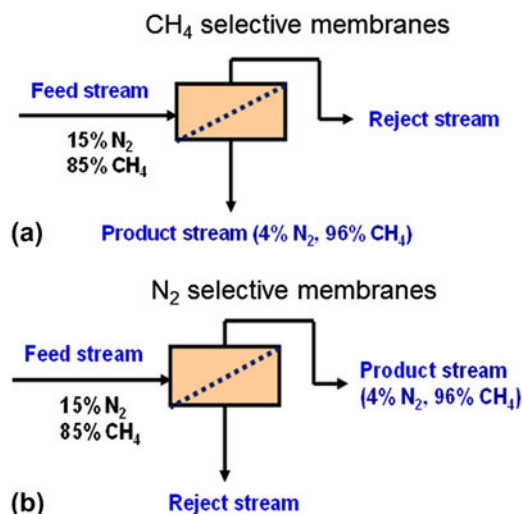 CH₄ selective membranes
Feed stream
15% N₂
85% CH₄
Reject stream
(a)
Product stream (4% N₂, 96% CH₄)
N₂ selective membranes
Feed stream
15% N₂
85% CH₄
Product stream
(4% N₂, 96% CH₄)
(b)
Reject stream